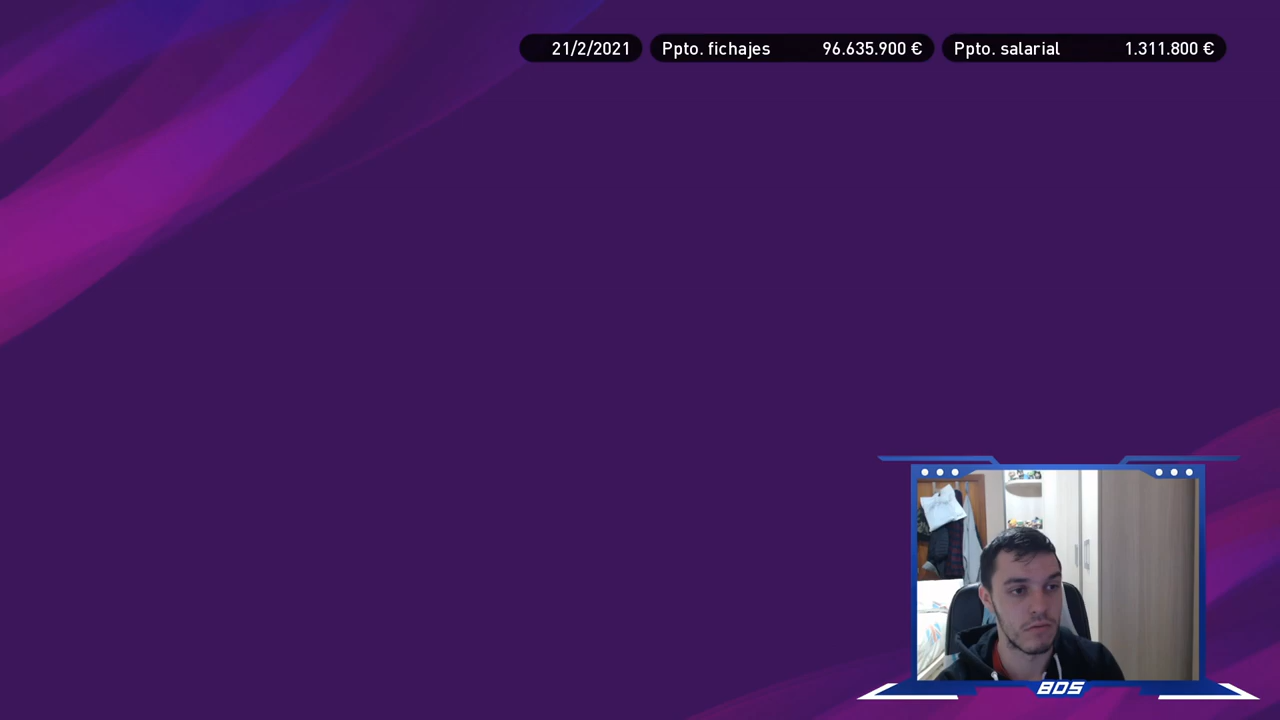 21/2/2021 Ppto. fichajes 96.635.900 € Ppto. salarial 1.311.800 €
BDS